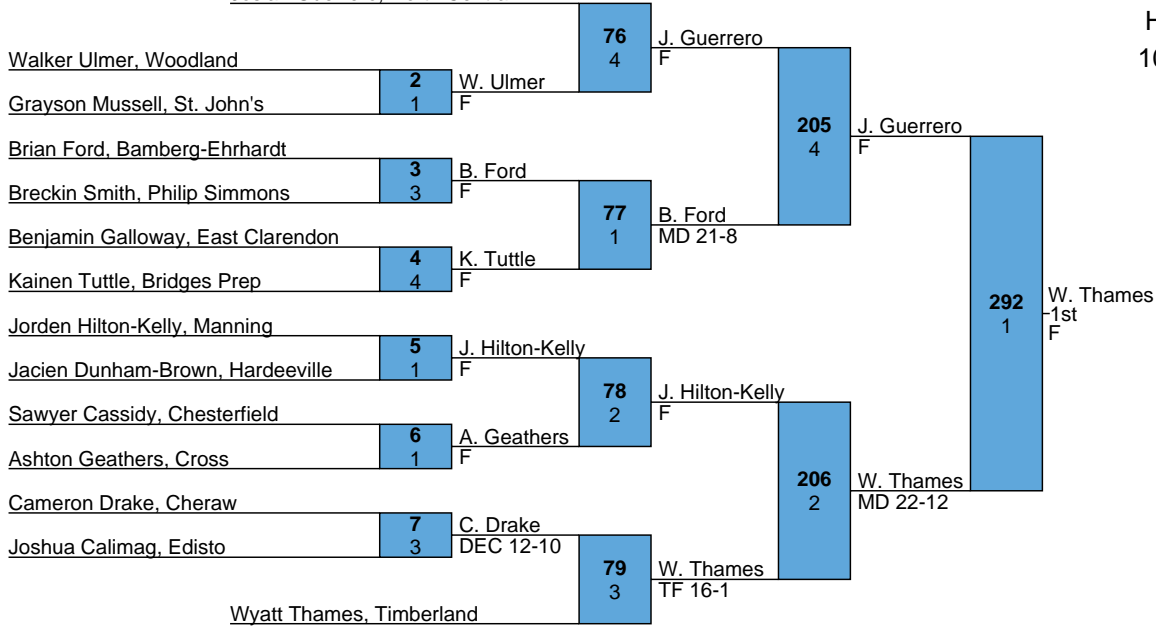 76
J. Guerrero
4
F
Walker Ulmer, Woodland
2
W. Ulmer
Grayson Mussell, St. John's
1
F
205
J. Guerrero
4
F
Brian Ford, Bamberg-Ehrhardt
3
B. Ford
Breckin Smith, Philip Simmons
3
F
77
B. Ford
1
MD 21-8
Benjamin Galloway, East Clarendon
4
K. Tuttle
Kainen Tuttle, Bridges Prep
4
F
292
W. Thames
1
1st
F
Jorden Hilton-Kelly, Manning
5
J. Hilton-Kelly
Jacien Dunham-Brown, Hardeeville
1
F
78
J. Hilton-Kelly
2
F
Sawyer Cassidy, Chesterfield
6
A. Geathers
Ashton Geathers, Cross
1
F
206
W. Thames
2
MD 22-12
Cameron Drake, Cheraw
7
C. Drake
Joshua Calimag, Edisto
3
DEC 12-10
79
W. Thames
3
TF 16-1
Wyatt Thames, Timberland